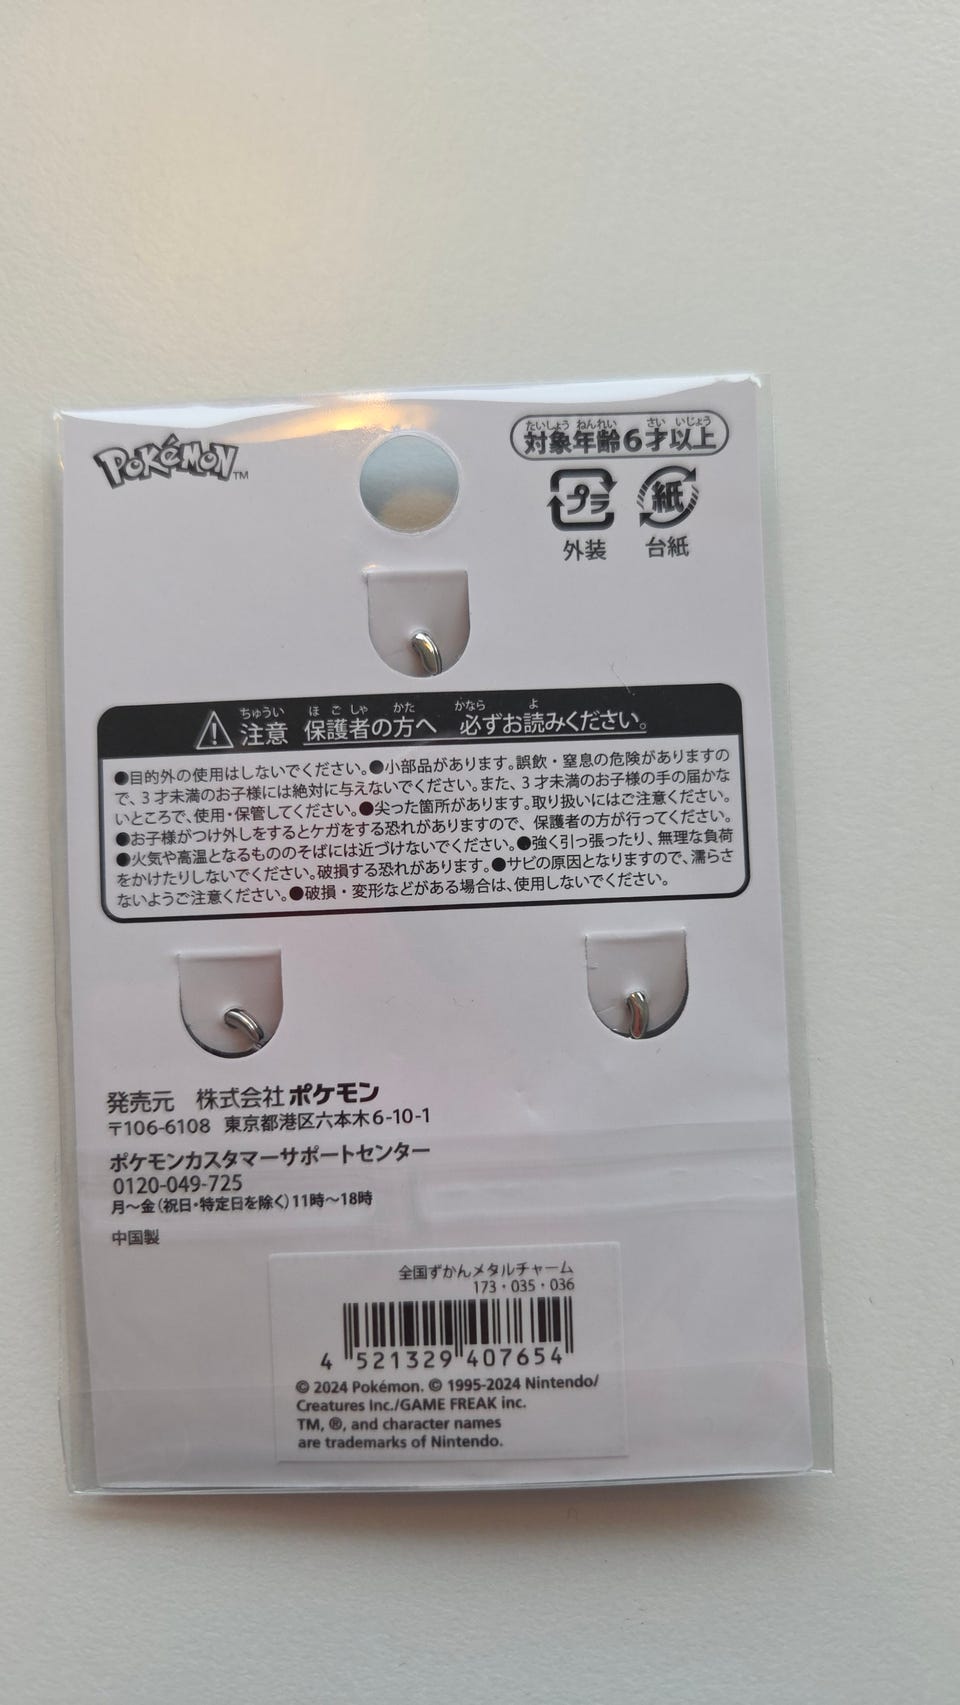 POKéMON™
たいしょう ねんれい さい いじょう
対象年齢6才以上
プラ 紙
外装 台紙
ちゅうい ほごしゃ かた かなら よ
注意 保護者の方へ 必ずお読みください。
●目的外の使用はしないでください。●小部品があります。誤飲・窒息の危険がありますの
で、3才未満のお子様には絶対に与えないでください。また、3才未満のお子様の手の届かな
いところで、使用・保管してください。●尖った箇所があります。取り扱いにはご注意ください。
●お子様がつけ外しをするとケガをする恐れがありますので、保護者の方が行ってください。
●火気や高温となるもののそばには近づけないでください。●強く引っ張ったり、無理な負荷
をかけたりしないでください。破損する恐れがあります。●サビの原因となりますので、濡らさ
ないようご注意ください。●破損・変形などがある場合は、使用しないでください。
発売元 株式会社ポケモン
〒106-6108 東京都港区六本木6-10-1
ポケモンカスタマーサポートセンター
0120-049-725
月～金（祝日・特定日を除く）11時～18時
中国製
全国ずかんメタルチャーム
173・035・036
4 521329 407654
© 2024 Pokémon. © 1995-2024 Nintendo/
Creatures Inc./GAME FREAK inc.
TM, ®, and character names
are trademarks of Nintendo.